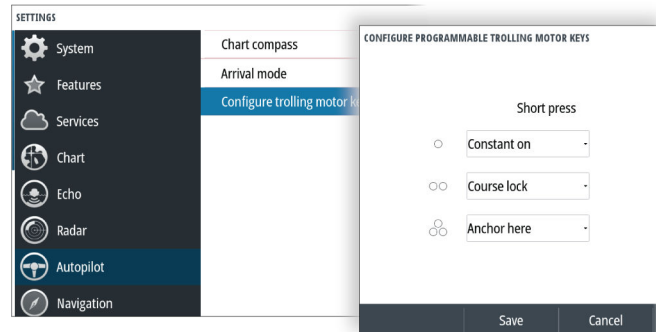 SETTINGS
System
Features
Services
Chart
Echo
Radar
Autopilot
Navigation
Chart compass
Arrival mode
Configure trolling motor
CONFIGURE PROGRAMMABLE TROLLING MOTOR KEYS
Short press
Constant on
Course lock
Anchor here
Save
Cancel